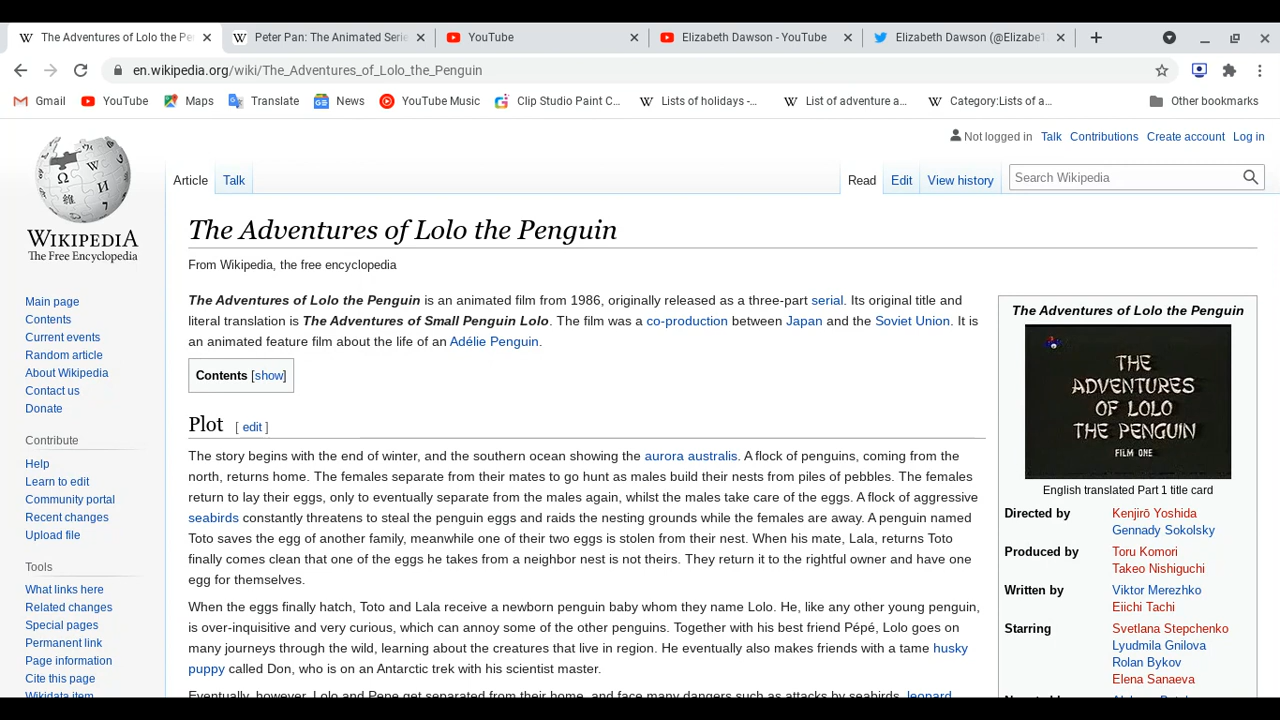 The Adventures of Lolo the Pe
Peter Pan: The Animated Serie
YouTube
Elizabeth Dawson - YouTube
Elizabeth Dawson (@Elizabe1
en.wikipedia.org/wiki/The_Adventures_of_Lolo_the_Penguin
Gmail YouTube Maps Translate News YouTube Music Clip Studio Paint C... Lists of holidays -... List of adventure a... Category:Lists of a... Other bookmarks
Not logged in Talk Contributions Create account Log in
Article Talk Read Edit View history Search Wikipedia
WIKIPEDIA
The Free Encyclopedia
Main page
Contents
Current events
Random article
About Wikipedia
Contact us
Donate
Contribute
Help
Learn to edit
Community portal
Recent changes
Upload file
Tools
What links here
Related changes
Special pages
Permanent link
Page information
Cite this page
Wikidata item
The Adventures of Lolo the Penguin
From Wikipedia, the free encyclopedia
The Adventures of Lolo the Penguin is an animated film from 1986, originally released as a three-part serial. Its original title and
literal translation is The Adventures of Small Penguin Lolo. The film was a co-production between Japan and the Soviet Union. It is
an animated feature film about the life of an Adélie Penguin.
Contents [show]
Plot [ edit ]
The story begins with the end of winter, and the southern ocean showing the aurora australis. A flock of penguins, coming from the
north, returns home. The females separate from their mates to go hunt as males build their nests from piles of pebbles. The females
return to lay their eggs, only to eventually separate from the males again, whilst the males take care of the eggs. A flock of aggressive
seabirds constantly threatens to steal the penguin eggs and raids the nesting grounds while the females are away. A penguin named
Toto saves the egg of another family, meanwhile one of their two eggs is stolen from their nest. When his mate, Lala, returns Toto
finally comes clean that one of the eggs he takes from a neighbor nest is not theirs. They return it to the rightful owner and have one
egg for themselves.
When the eggs finally hatch, Toto and Lala receive a newborn penguin baby whom they name Lolo. He, like any other young penguin,
is over-inquisitive and very curious, which can annoy some of the other penguins. Together with his best friend Pépé, Lolo goes on
many journeys through the wild, learning about the creatures that live in region. He eventually also makes friends with a tame husky
puppy called Don, who is on an Antarctic trek with his scientist master.
Eventually, however, Lolo and Pepe get separated from their home, and face many dangers such as attacks by seabirds, leopard
The Adventures of Lolo the Penguin
THE
ADVENTURES
OF LOLO
THE PENGUIN
FILM ONE
English translated Part 1 title card
Directed by Kenjirō Yoshida
Gennady Sokolsky
Produced by Toru Komori
Takeo Nishiguchi
Written by Viktor Merezhko
Eiichi Tachi
Starring Svetlana Stepchenko
Lyudmila Gnilova
Rolan Bykov
Elena Sanaeva